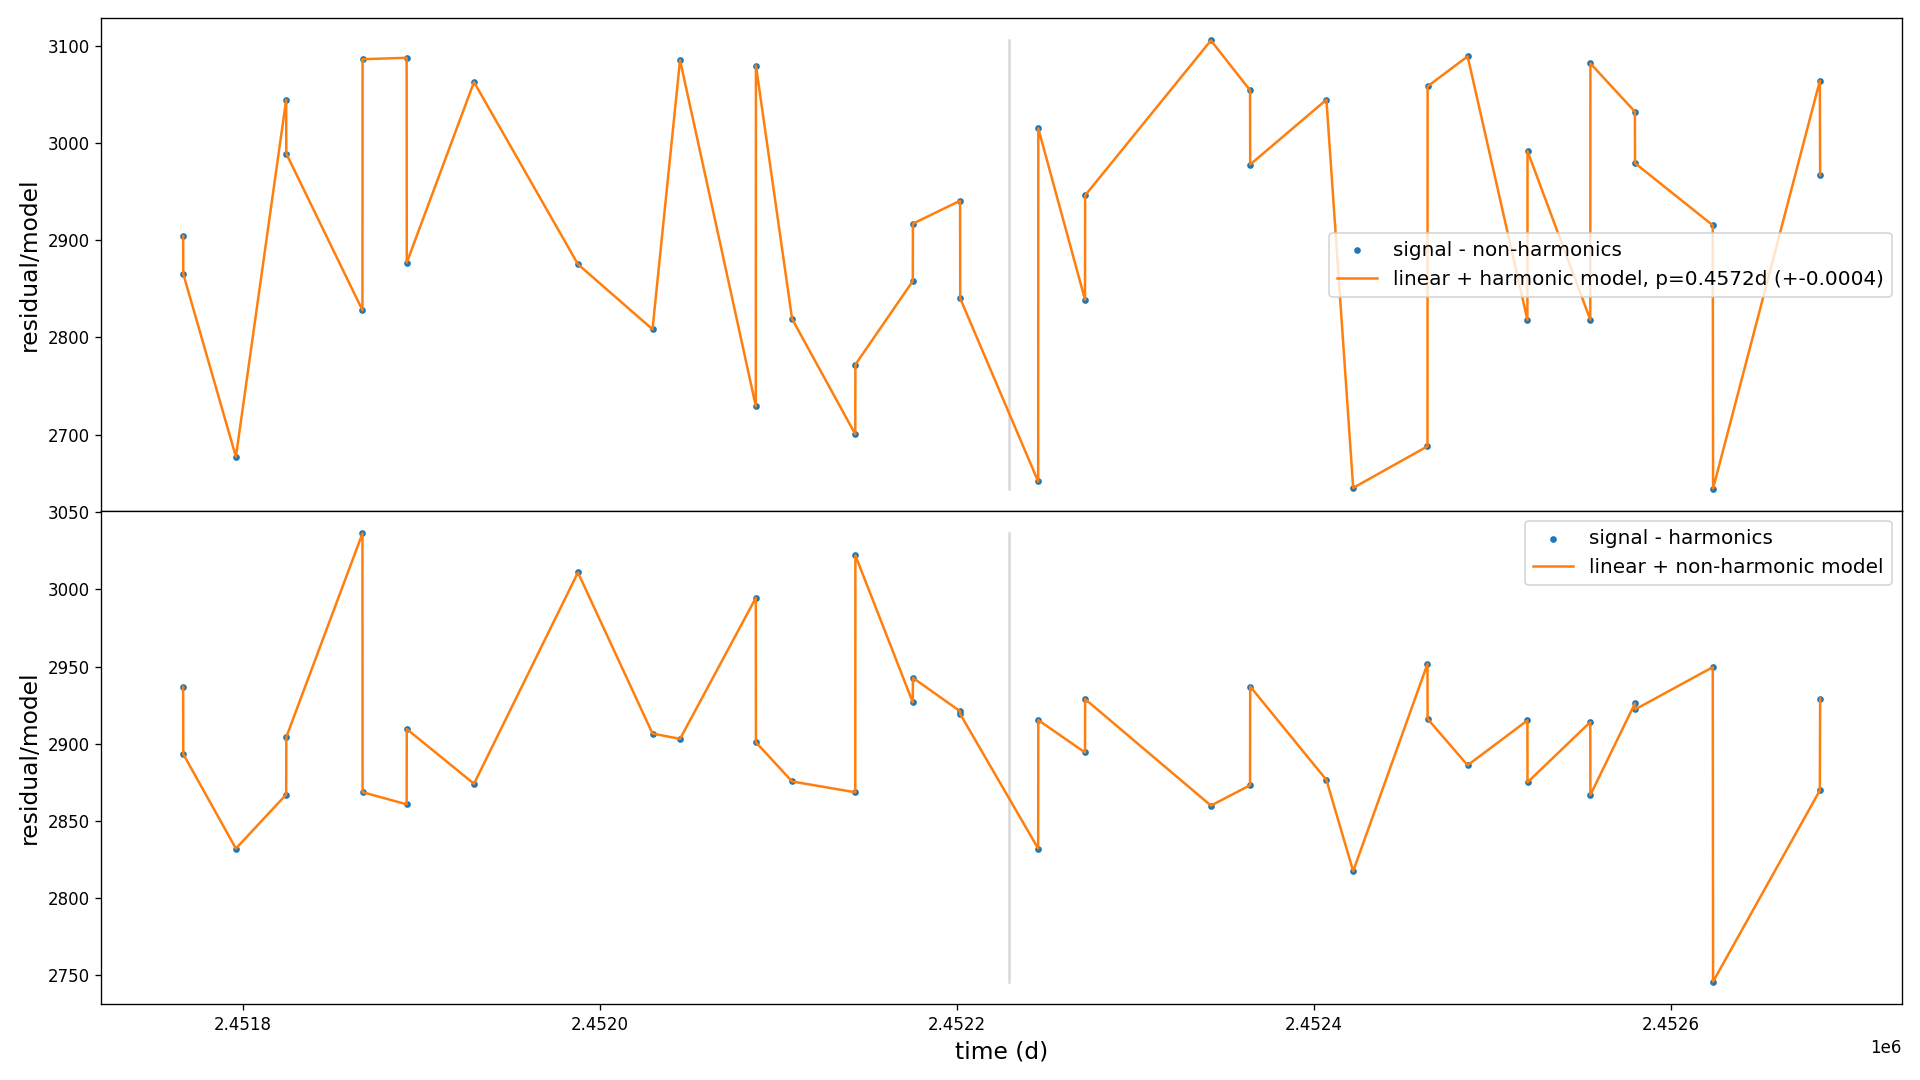 3100
3000
2900
2800
2700
residual/model
signal - non-harmonics
linear + harmonic model, p=0.4572d (+-0.0004)
3050
3000
2950
2900
2850
2800
2750
residual/model
signal - harmonics
linear + non-harmonic model
2.4518 2.4520 2.4522 2.4524 2.4526
time (d)
1e6